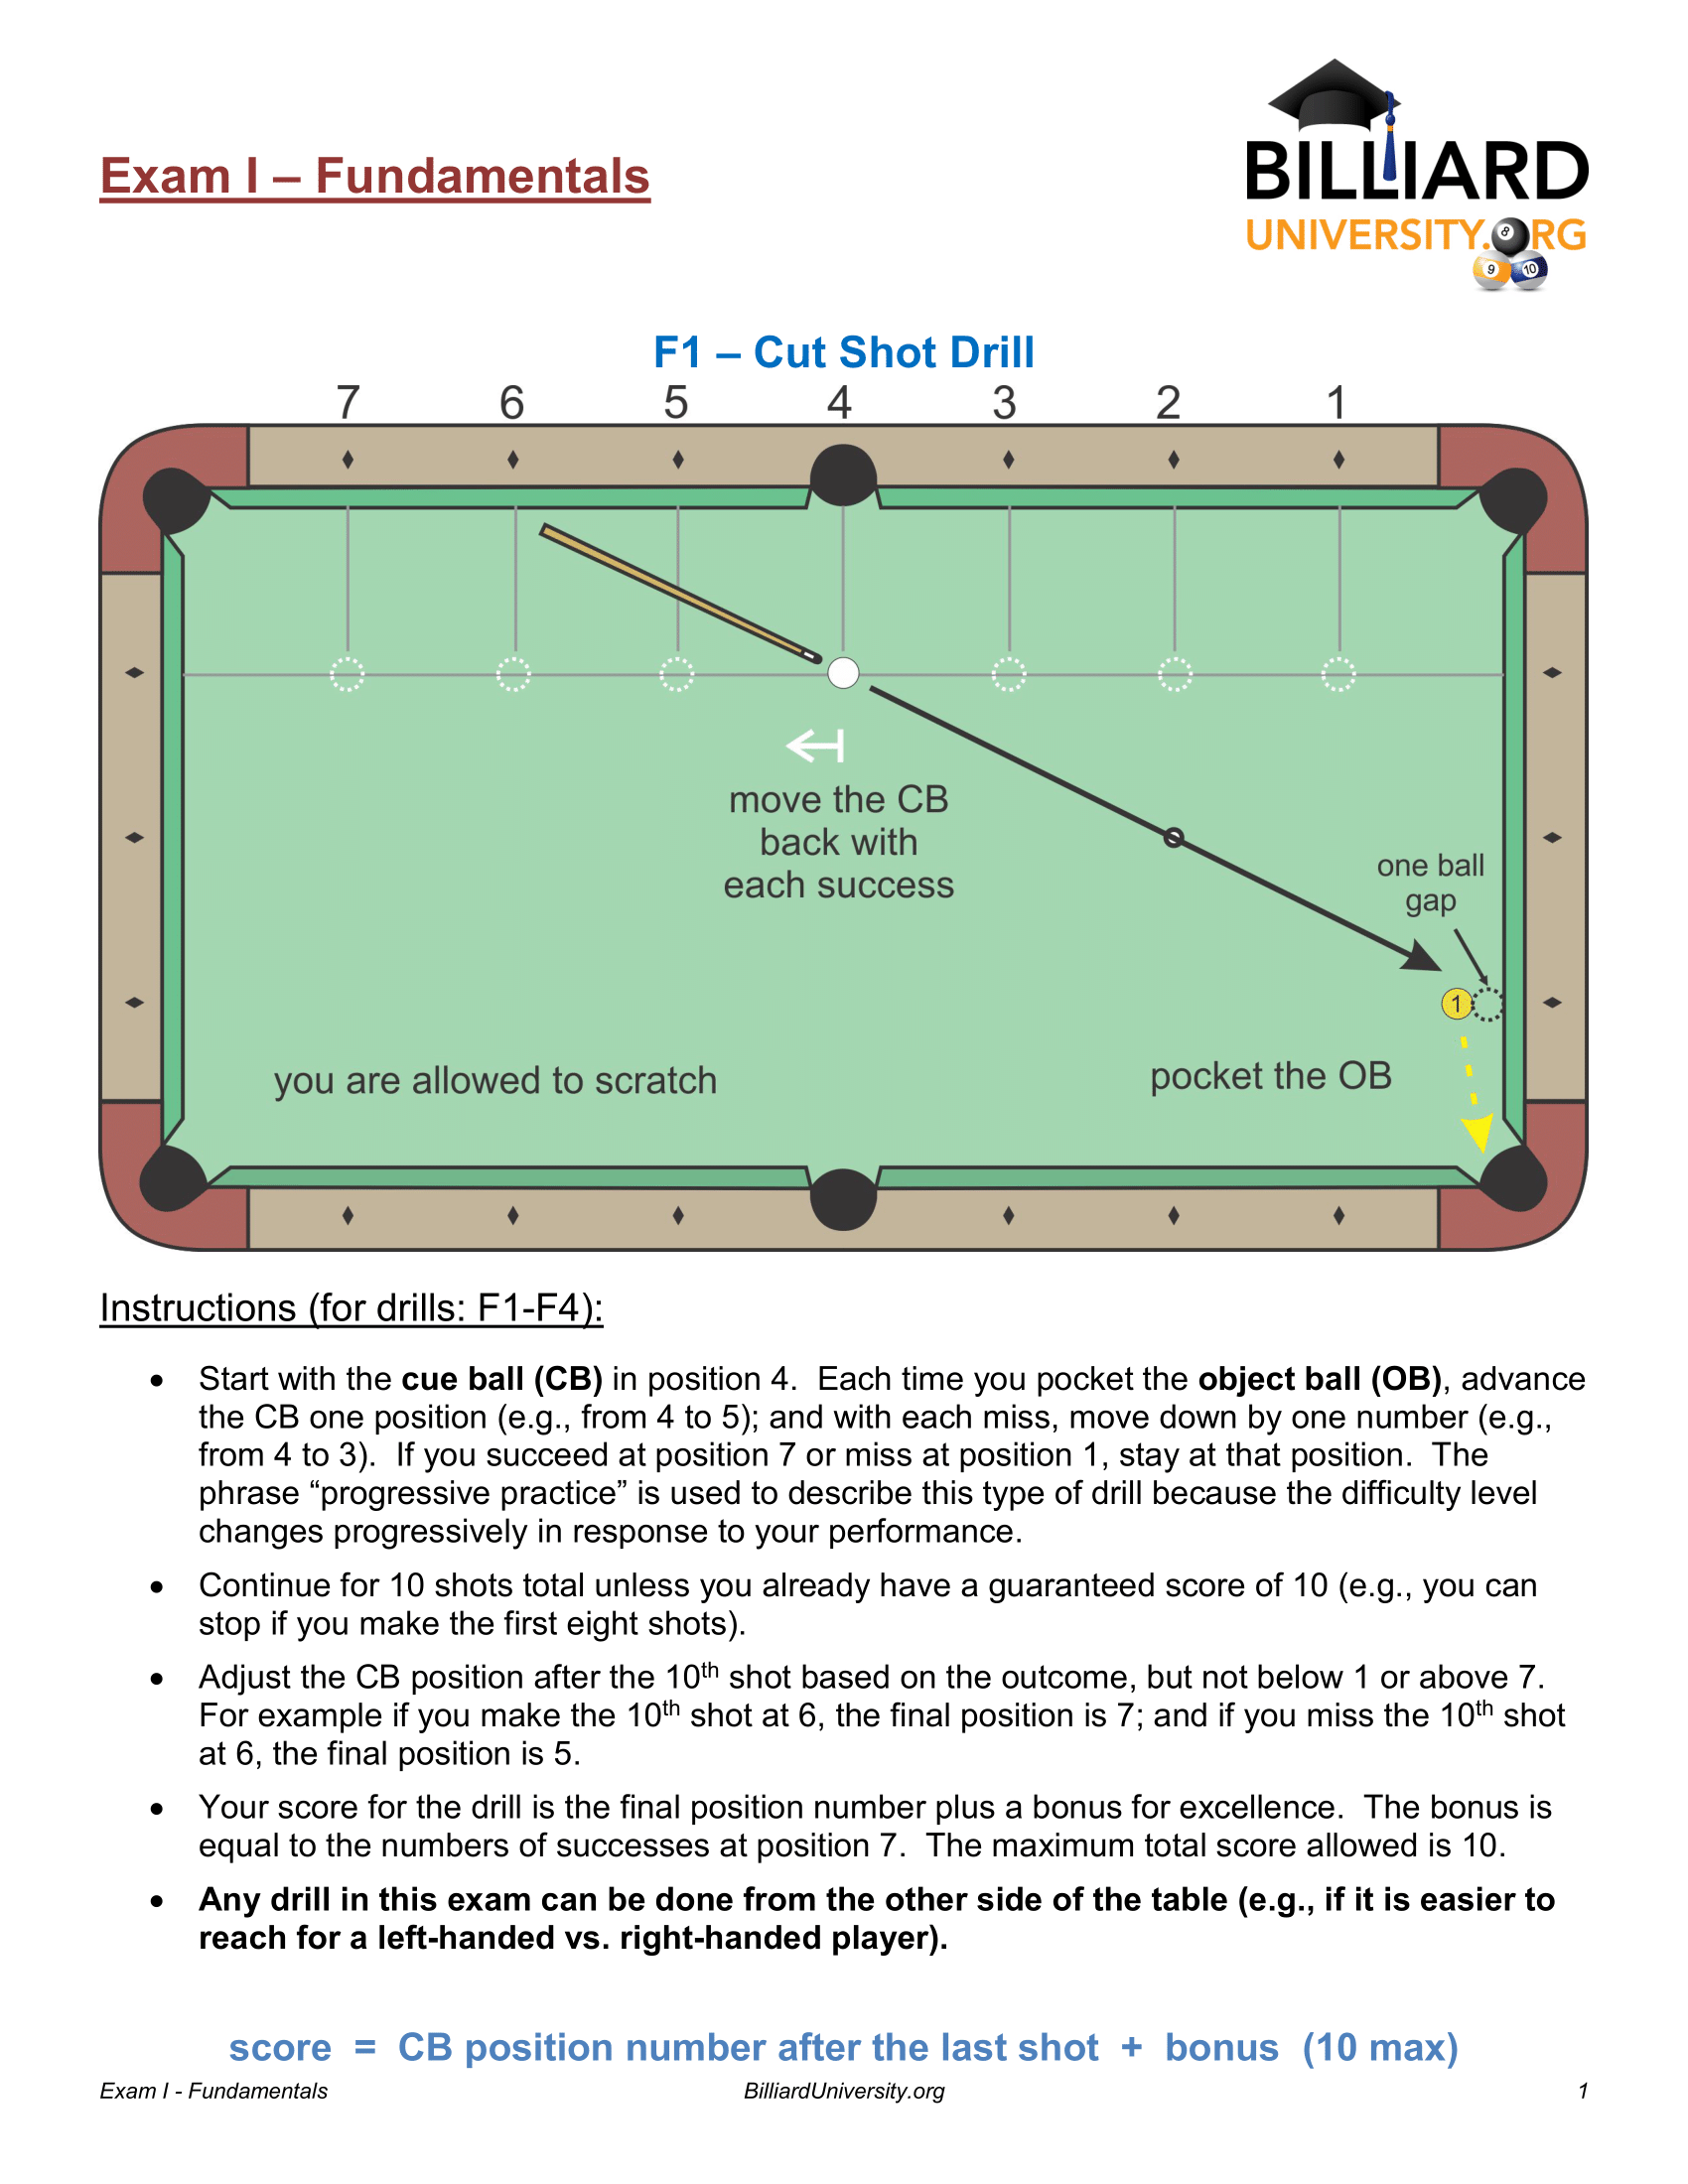 Exam I – Fundamentals
BILLIARD
UNIVERSITY.ORG
8
9
10
F1 – Cut Shot Drill
7 6 5 4 3 2 1
move the CB
back with
each success
one ball
gap
1
you are allowed to scratch
pocket the OB
Instructions (for drills: F1-F4):
• Start with the cue ball (CB) in position 4.  Each time you pocket the object ball (OB), advance
the CB one position (e.g., from 4 to 5); and with each miss, move down by one number (e.g.,
from 4 to 3).  If you succeed at position 7 or miss at position 1, stay at that position.  The
phrase “progressive practice” is used to describe this type of drill because the difficulty level
changes progressively in response to your performance.
• Continue for 10 shots total unless you already have a guaranteed score of 10 (e.g., you can
stop if you make the first eight shots).
• Adjust the CB position after the 10th shot based on the outcome, but not below 1 or above 7.
For example if you make the 10th shot at 6, the final position is 7; and if you miss the 10th shot
at 6, the final position is 5.
• Your score for the drill is the final position number plus a bonus for excellence.  The bonus is
equal to the numbers of successes at position 7.  The maximum total score allowed is 10.
• Any drill in this exam can be done from the other side of the table (e.g., if it is easier to
reach for a left-handed vs. right-handed player).
score = CB position number after the last shot + bonus (10 max)
Exam I - Fundamentals BilliardUniversity.org 1